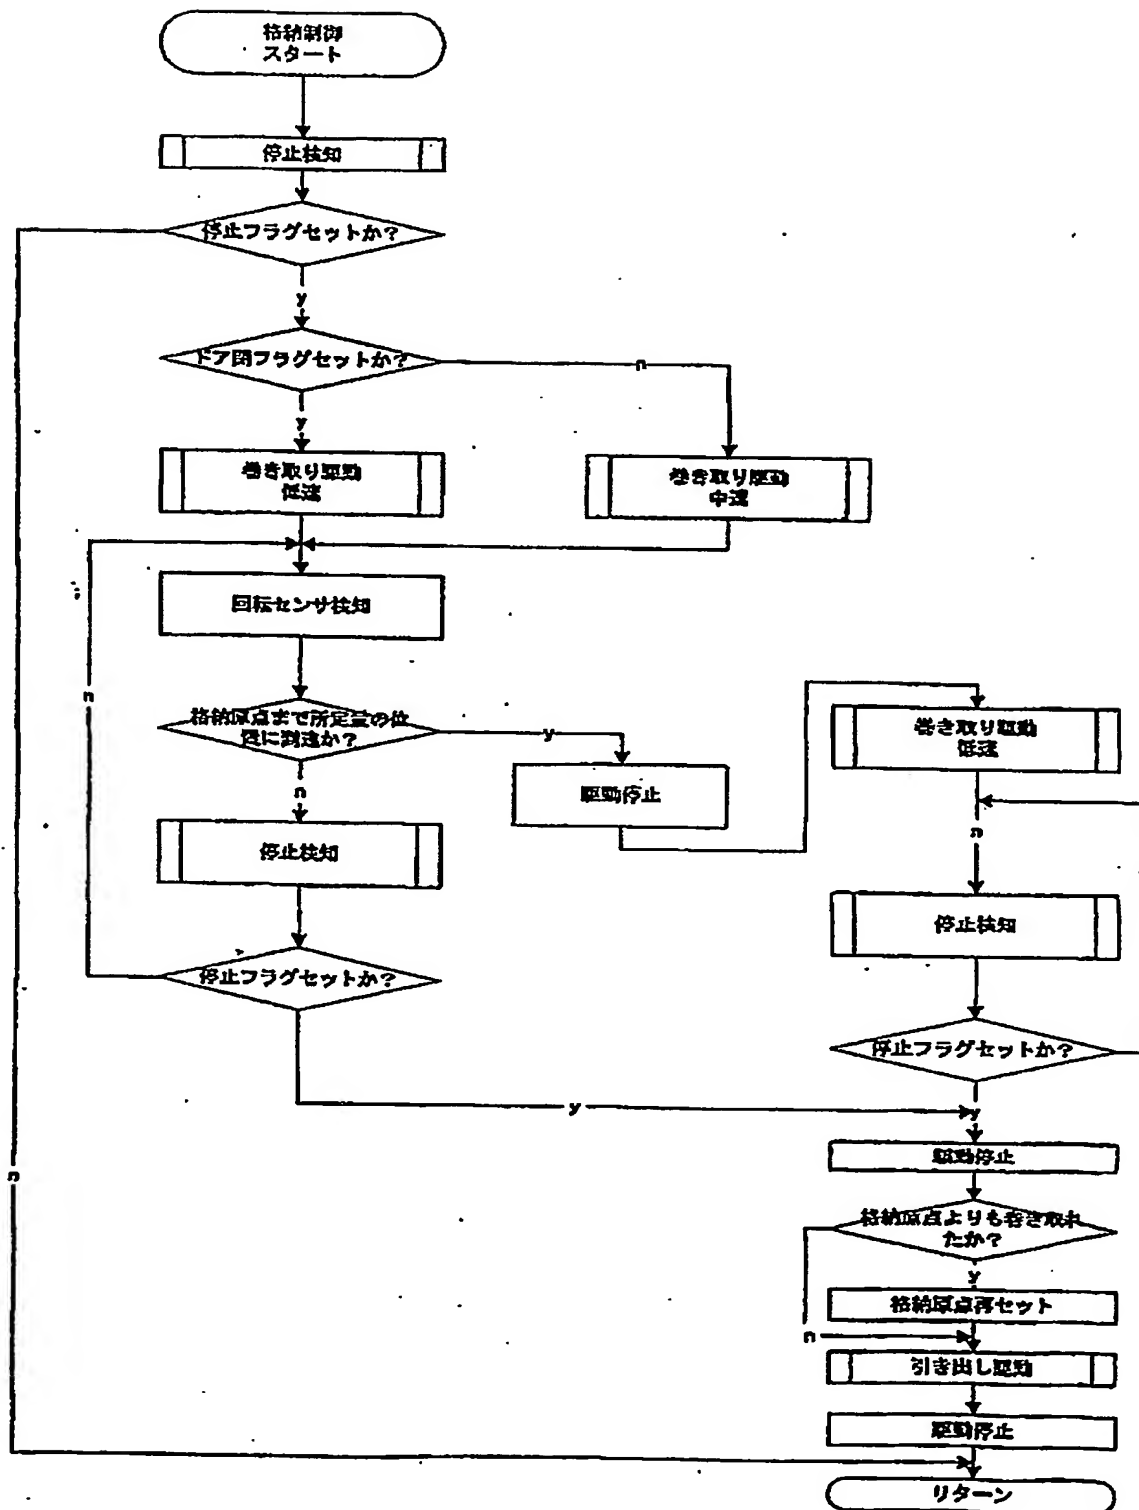 格納制御
スタート
停止検知
停止フラグセットか？
y
ドア閉フラグセットか？
n
y
巻き取り駆動
低速
巻き取り駆動
中速
回転センサ検知
n
格納原点まで所定量の位
置に到達か？
y
n
駆動停止
巻き取り駆動
低速
n
停止検知
停止検知
停止フラグセットか？
停止フラグセットか？
y
y
駆動停止
n
格納原点よりも巻き取れ
たか？
y
格納原点再セット
n
引き出し駆動
駆動停止
リターン